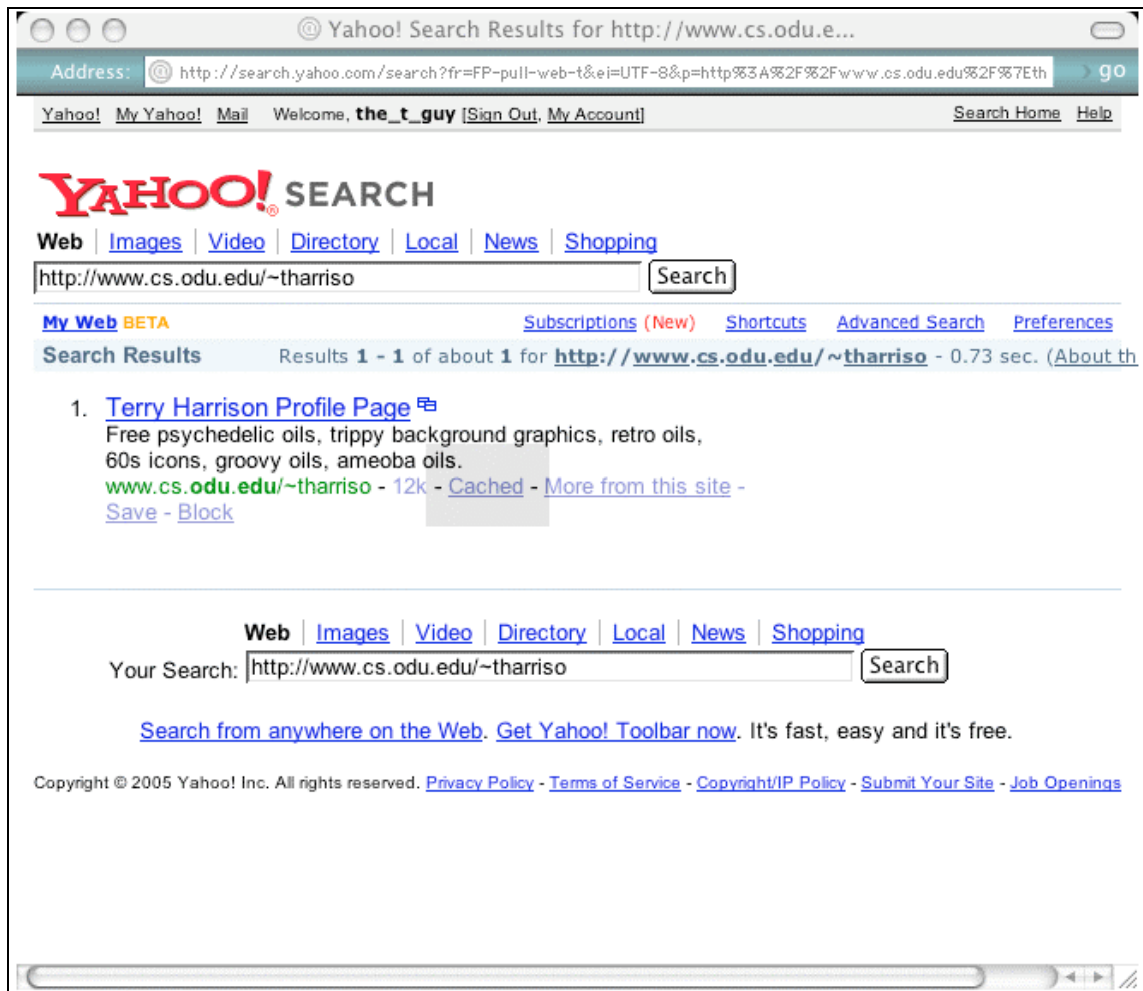 @ Yahoo! Search Results for http://www.cs.odu.e...
Address: @ http://search.yahoo.com/search?fr=FP-pull-web-t&ei=UTF-8&p=http%3A%2F%2Fwww.cs.odu.edu%2F%7Eth go
Yahoo! My Yahoo! Mail Welcome, the_t_guy [Sign Out, My Account] Search Home Help
YAHOO!® SEARCH
Web | Images | Video | Directory | Local | News | Shopping
http://www.cs.odu.edu/~tharriso Search
My Web BETA Subscriptions (New) Shortcuts Advanced Search Preferences
Search Results Results 1 - 1 of about 1 for http://www.cs.odu.edu/~tharriso - 0.73 sec. (About th
1. Terry Harrison Profile Page
Free psychedelic oils, trippy background graphics, retro oils,
60s icons, groovy oils, ameoba oils.
www.cs.odu.edu/~tharriso - 12k - Cached - More from this site -
Save - Block
Web | Images | Video | Directory | Local | News | Shopping
Your Search: http://www.cs.odu.edu/~tharriso Search
Search from anywhere on the Web. Get Yahoo! Toolbar now. It's fast, easy and it's free.
Copyright © 2005 Yahoo! Inc. All rights reserved. Privacy Policy - Terms of Service - Copyright/IP Policy - Submit Your Site - Job Openings